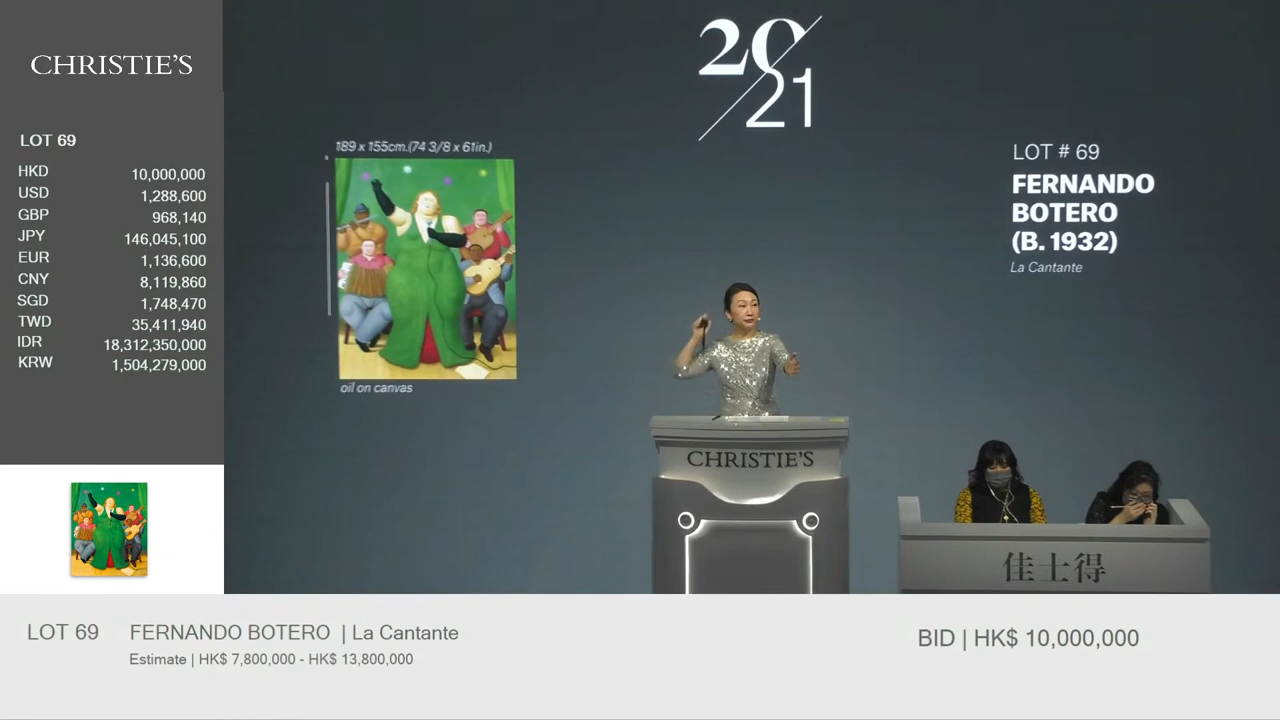 CHRISTIE'S
LOT 69
HKD 10,000,000
USD 1,288,600
GBP 968,140
JPY 146,045,100
EUR 1,136,600
CNY 8,119,860
SGD 1,748,470
TWD 35,411,940
IDR 18,312,350,000
KRW 1,504,279,000
20/21
189 x 155cm.(74 3/8 x 61in.)
oil on canvas
LOT # 69
FERNANDO
BOTERO
(B. 1932)
La Cantante
CHRISTIE'S
佳士得
LOT 69 FERNANDO BOTERO | La Cantante
Estimate | HK$ 7,800,000 - HK$ 13,800,000
BID | HK$ 10,000,000